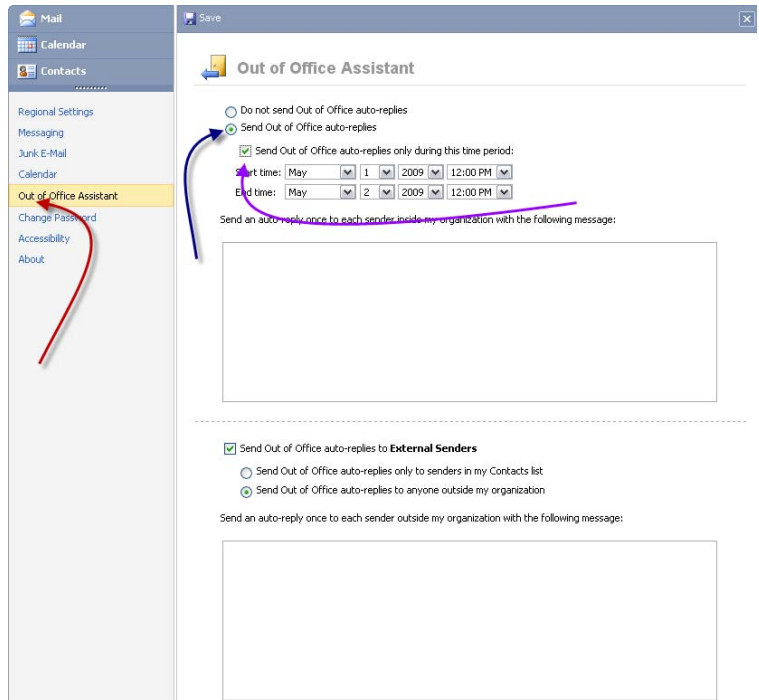 Mail
Calendar
Contacts
Regional Settings
Messaging
Junk E-Mail
Calendar
Out of Office Assistant
Change Password
Accessibility
About
Save
Out of Office Assistant
Do not send Out of Office auto-replies
Send Out of Office auto-replies
Send Out of Office auto-replies only during this time period:
Start time: May 1 2009 12:00 PM
End time: May 2 2009 12:00 PM
Send an auto-reply once to each sender inside my organization with the following message:
Send Out of Office auto-replies to External Senders
Send Out of Office auto-replies only to senders in my Contacts list
Send Out of Office auto-replies to anyone outside my organization
Send an auto-reply once to each sender outside my organization with the following message: